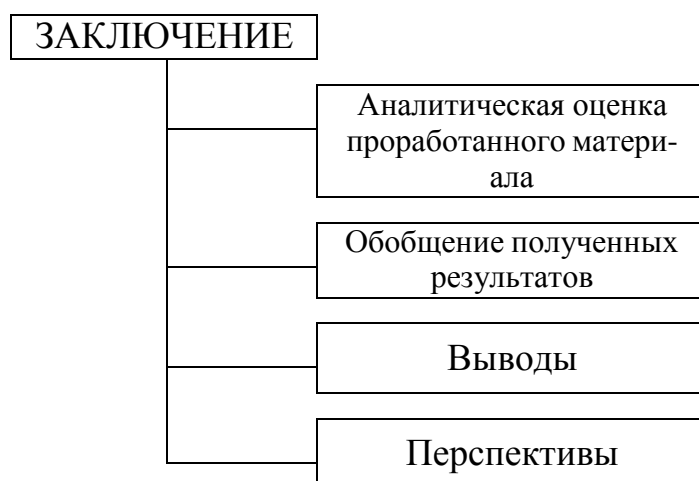 ЗАКЛЮЧЕНИЕ
Аналитическая оценка
проработанного матери-
ала
Обобщение полученных
результатов
Выводы
Перспективы